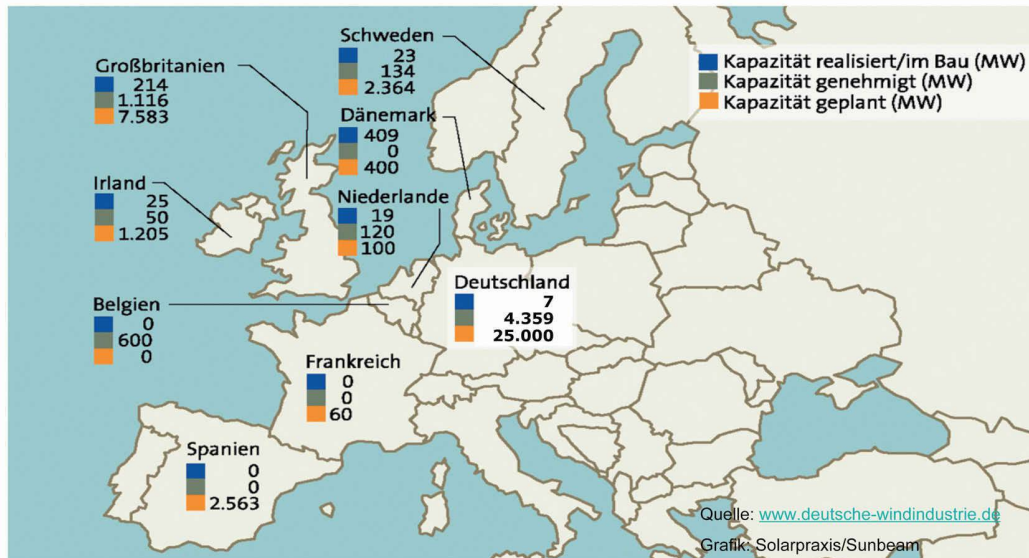 Schweden
23
134
2.364
Großbritanien
214
1.116
7.583
Kapazität realisiert/im Bau (MW)
Kapazität genehmigt (MW)
Kapazität geplant (MW)
Dänemark
409
0
400
Irland
25
50
1.205
Niederlande
19
120
100
Deutschland
7
4.359
25.000
Belgien
0
600
0
Frankreich
0
0
60
Spanien
0
0
2.563
Quelle: www.deutsche-windindustrie.de
Grafik: Solarpraxis/Sunbeam